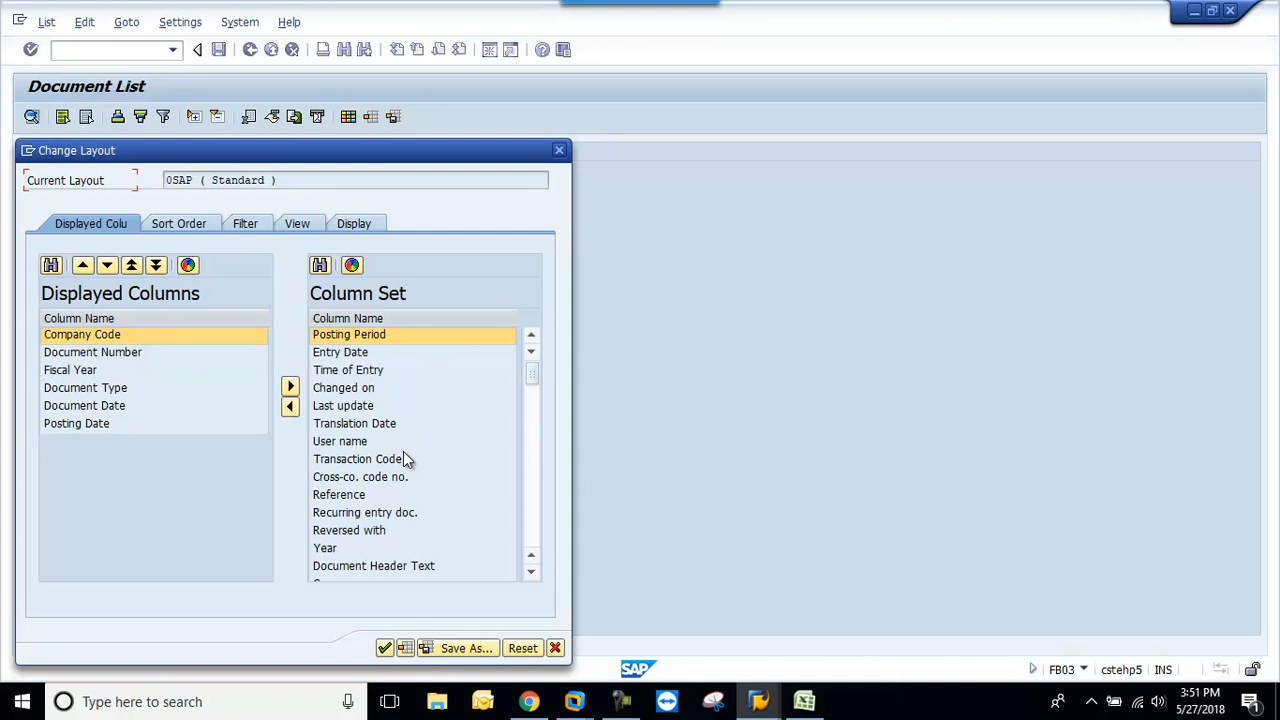 List Edit Goto Settings System Help
Document List
Change Layout
Current Layout 0SAP ( Standard )
Displayed Colu Sort Order Filter View Display
Displayed Columns
Column Name
Company Code
Document Number
Fiscal Year
Document Type
Document Date
Posting Date
Column Set
Column Name
Posting Period
Entry Date
Time of Entry
Changed on
Last update
Translation Date
User name
Transaction Code
Cross-co. code no.
Reference
Recurring entry doc.
Reversed with
Year
Document Header Text
Save As... Reset
SAP
FB03 cstehp5 INS
Type here to search
3:51 PM
5/27/2018
1